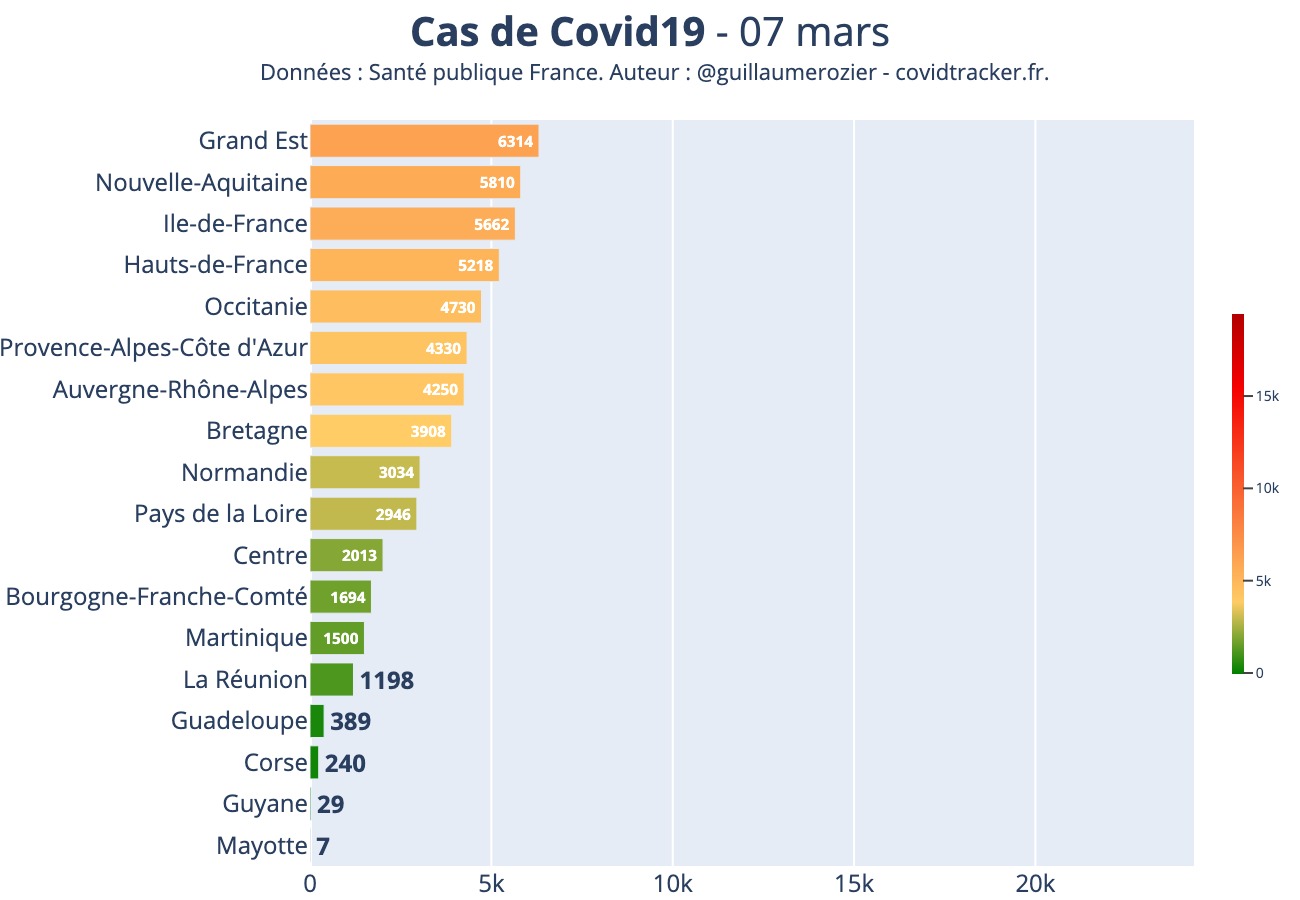 Cas de Covid19 - 07 mars
Données : Santé publique France. Auteur : @guillaumerozier - covidtracker.fr.
Grand Est 6314
Nouvelle-Aquitaine 5810
Ile-de-France 5662
Hauts-de-France 5218
Occitanie 4730
Provence-Alpes-Côte d'Azur 4330
Auvergne-Rhône-Alpes 4250
Bretagne 3908
Normandie 3034
Pays de la Loire 2946
Centre 2013
Bourgogne-Franche-Comté 1694
Martinique 1500
La Réunion 1198
Guadeloupe 389
Corse 240
Guyane 29
Mayotte 7
0 5k 10k 15k 20k
15k
10k
5k
0